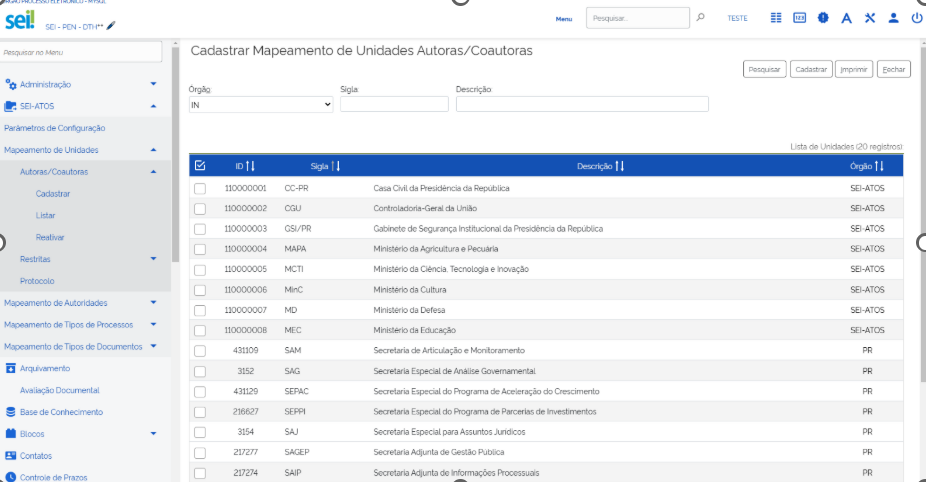 ÓRGÃO PROCESSO ELETRÔNICO - MYSQL
sei!
SEI - PEN - DTH**
Menu
Pesquisar...
TESTE
Pesquisar no Menu
Administração
SEI-ATOS
Parâmetros de Configuração
Mapeamento de Unidades
Autoras/Coautoras
Cadastrar
Listar
Reativar
Restritas
Protocolo
Mapeamento de Autoridades
Mapeamento de Tipos de Processos
Mapeamento de Tipos de Documentos
Arquivamento
Avaliação Documental
Base de Conhecimento
Blocos
Contatos
Controle de Prazos
Cadastrar Mapeamento de Unidades Autoras/Coautoras
Pesquisar Cadastrar Imprimir Fechar
Órgão: Sigla: Descrição:
IN
Lista de Unidades (20 registros):
ID Sigla Descrição Órgão
110000001 CC-PR Casa Civil da Presidência da República SEI-ATOS
110000002 CGU Controladoria-Geral da União SEI-ATOS
110000003 GSI/PR Gabinete de Segurança Institucional da Presidência da República SEI-ATOS
110000004 MAPA Ministério da Agricultura e Pecuária SEI-ATOS
110000005 MCTI Ministério da Ciência, Tecnologia e Inovação SEI-ATOS
110000006 MinC Ministério da Cultura SEI-ATOS
110000007 MD Ministério da Defesa SEI-ATOS
110000008 MEC Ministério da Educação SEI-ATOS
431109 SAM Secretaria de Articulação e Monitoramento PR
3152 SAG Secretaria Especial de Análise Governamental PR
431129 SEPAC Secretaria Especial do Programa de Aceleração do Crescimento PR
216627 SEPPI Secretaria Especial do Programa de Parcerias de Investimentos PR
3154 SAJ Secretaria Especial para Assuntos Jurídicos PR
217277 SAGEP Secretaria Adjunta de Gestão Pública PR
217274 SAIP Secretaria Adjunta de Informações Processuais PR